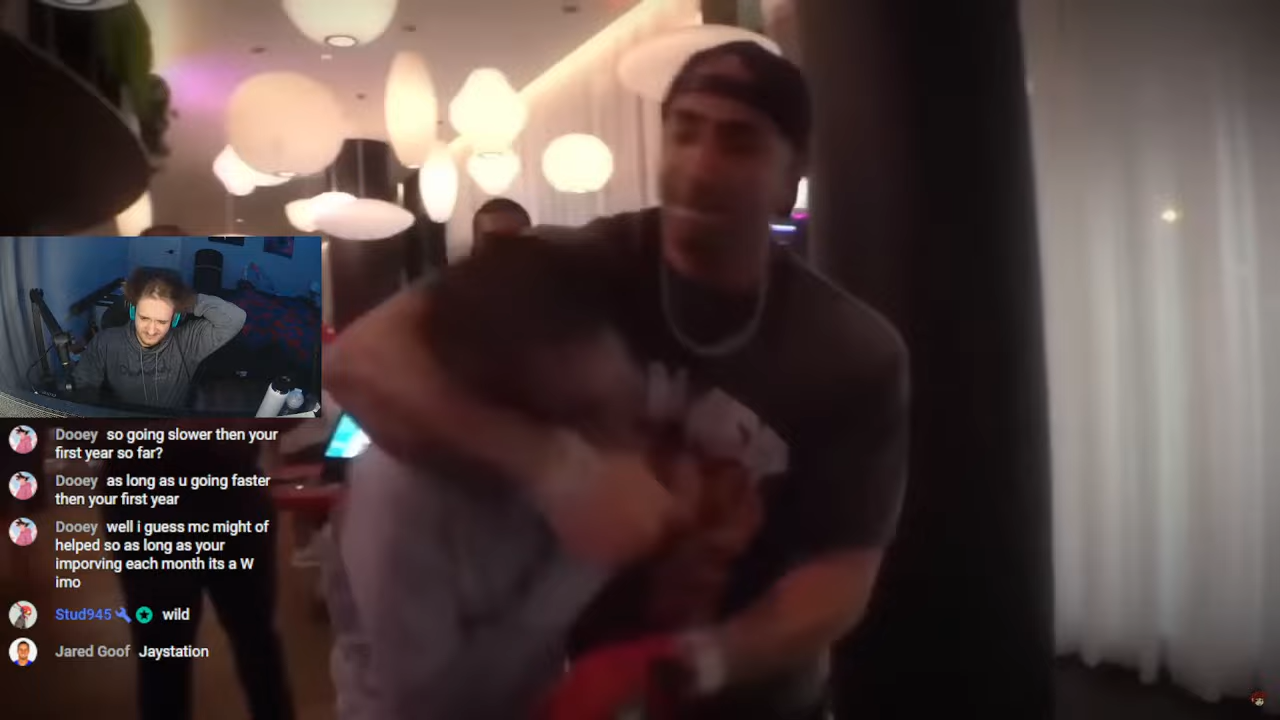 Dooey so going slower then your
first year so far?
Dooey as long as u going faster
then your first year
Dooey well i guess mc might of
helped so as long as your
imporving each month its a W
imo
Stud945 wild
Jared Goof Jaystation